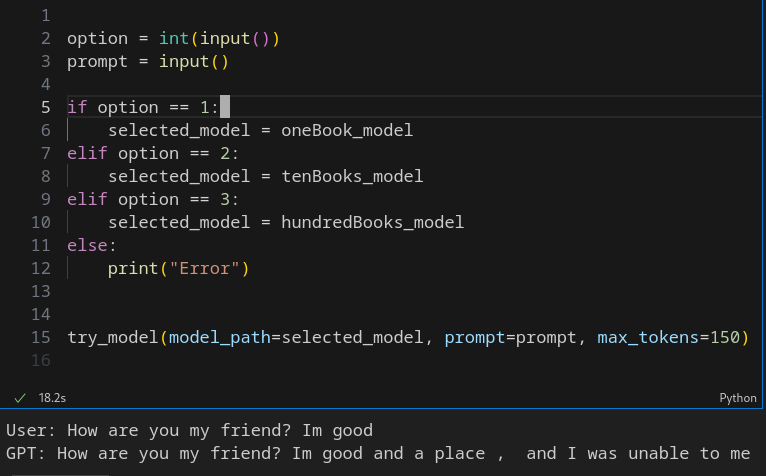 1
2 option = int(input())
3 prompt = input()
4
5 if option == 1:
6     selected_model = oneBook_model
7 elif option == 2:
8     selected_model = tenBooks_model
9 elif option == 3:
10     selected_model = hundredBooks_model
11 else:
12     print("Error")
13
14
15 try_model(model_path=selected_model, prompt=prompt, max_tokens=150)
16
18.2s Python
User: How are you my friend? Im good
GPT: How are you my friend? Im good and a place ,  and I was unable to me